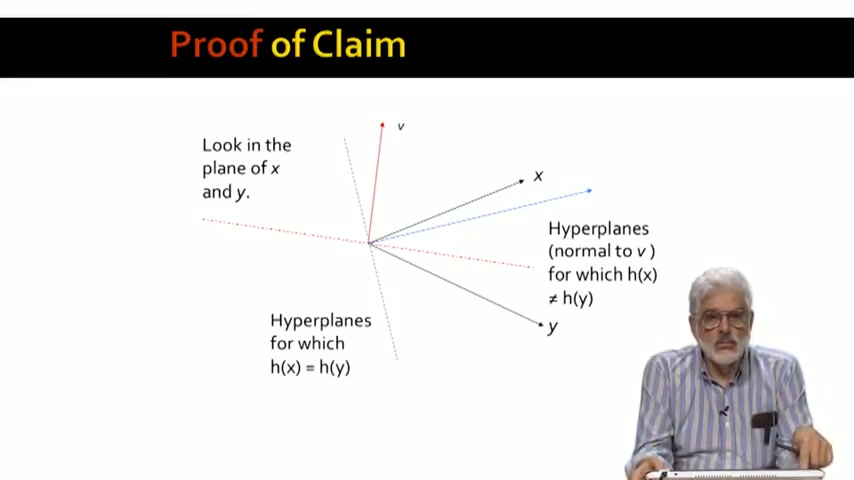 Proof of Claim
v
Look in the
plane of x
and y.
x
Hyperplanes
(normal to v )
for which h(x)
≠ h(y)
Hyperplanes
for which
h(x) = h(y)
y